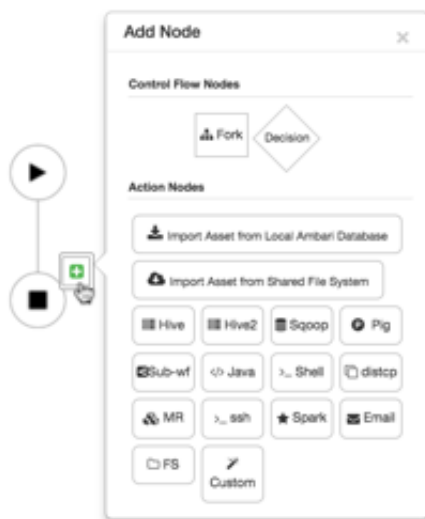 Add Node
Control Flow Nodes
Fork
Decision
Action Nodes
Import Asset from Local Ambari Database
Import Asset from Shared File System
Hive Hive2 Sqoop Pig
Sub-wf Java Shell distcp
MR ssh Spark Email
FS Custom